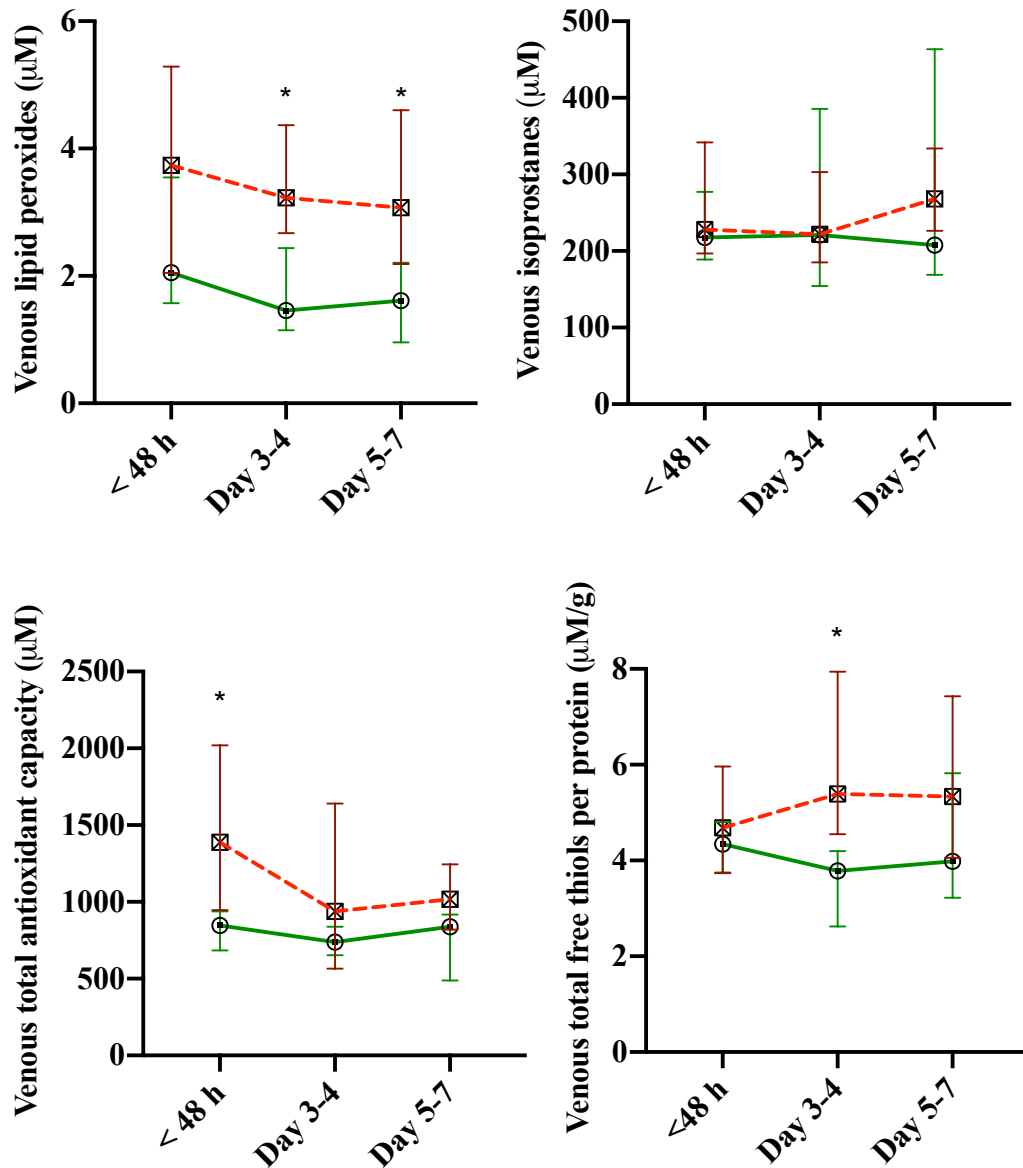 Venous lipid peroxides (μM)
6
4
2
0
*
*
< 48 h
Day 3-4
Day 5-7
Venous isoprostanes (μM)
500
400
300
200
100
0
< 48 h
Day 3-4
Day 5-7
Venous total antioxidant capacity (μM)
2500
2000
1500
1000
500
0
*
< 48 h
Day 3-4
Day 5-7
Venous total free thiols per protein (μM/g)
8
6
4
2
0
*
<48 h
Day 3-4
Day 5-7